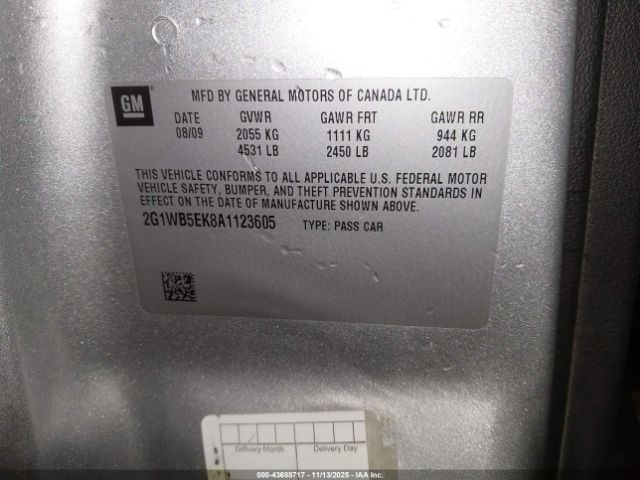 GM
MFD BY GENERAL MOTORS OF CANADA LTD.
DATE GVWR GAWR FRT GAWR RR
08/09 2055 KG 1111 KG 944 KG
4531 LB 2450 LB 2081 LB
THIS VEHICLE CONFORMS TO ALL APPLICABLE U.S. FEDERAL MOTOR
VEHICLE SAFETY, BUMPER, AND THEFT PREVENTION STANDARDS IN
EFFECT ON THE DATE OF MANUFACTURE SHOWN ABOVE.
2G1WB5EK8A1123605 TYPE: PASS CAR
Delivery Month Delivery Day
000-43688717 - 11/13/2025 - IAA Inc.